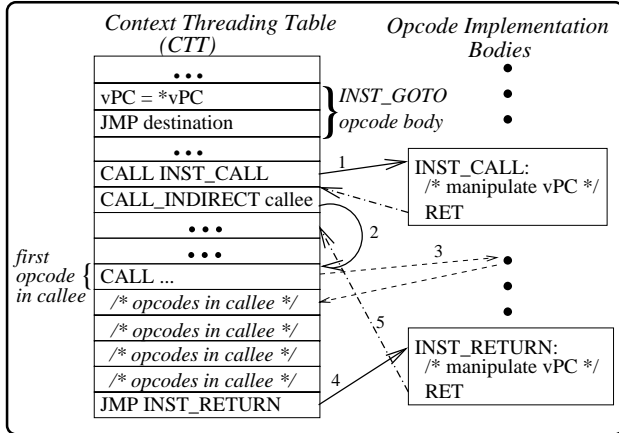 Context Threading Table
(CTT)
Opcode Implementation
Bodies
vPC = *vPC
JMP destination
INST_GOTO
opcode body
CALL INST_CALL
CALL_INDIRECT callee
1
INST_CALL:
/* manipulate vPC */
RET
2
first
opcode
in callee
CALL ...
3
/* opcodes in callee */
/* opcodes in callee */
/* opcodes in callee */
/* opcodes in callee */
JMP INST_RETURN
5
4
INST_RETURN:
/* manipulate vPC */
RET